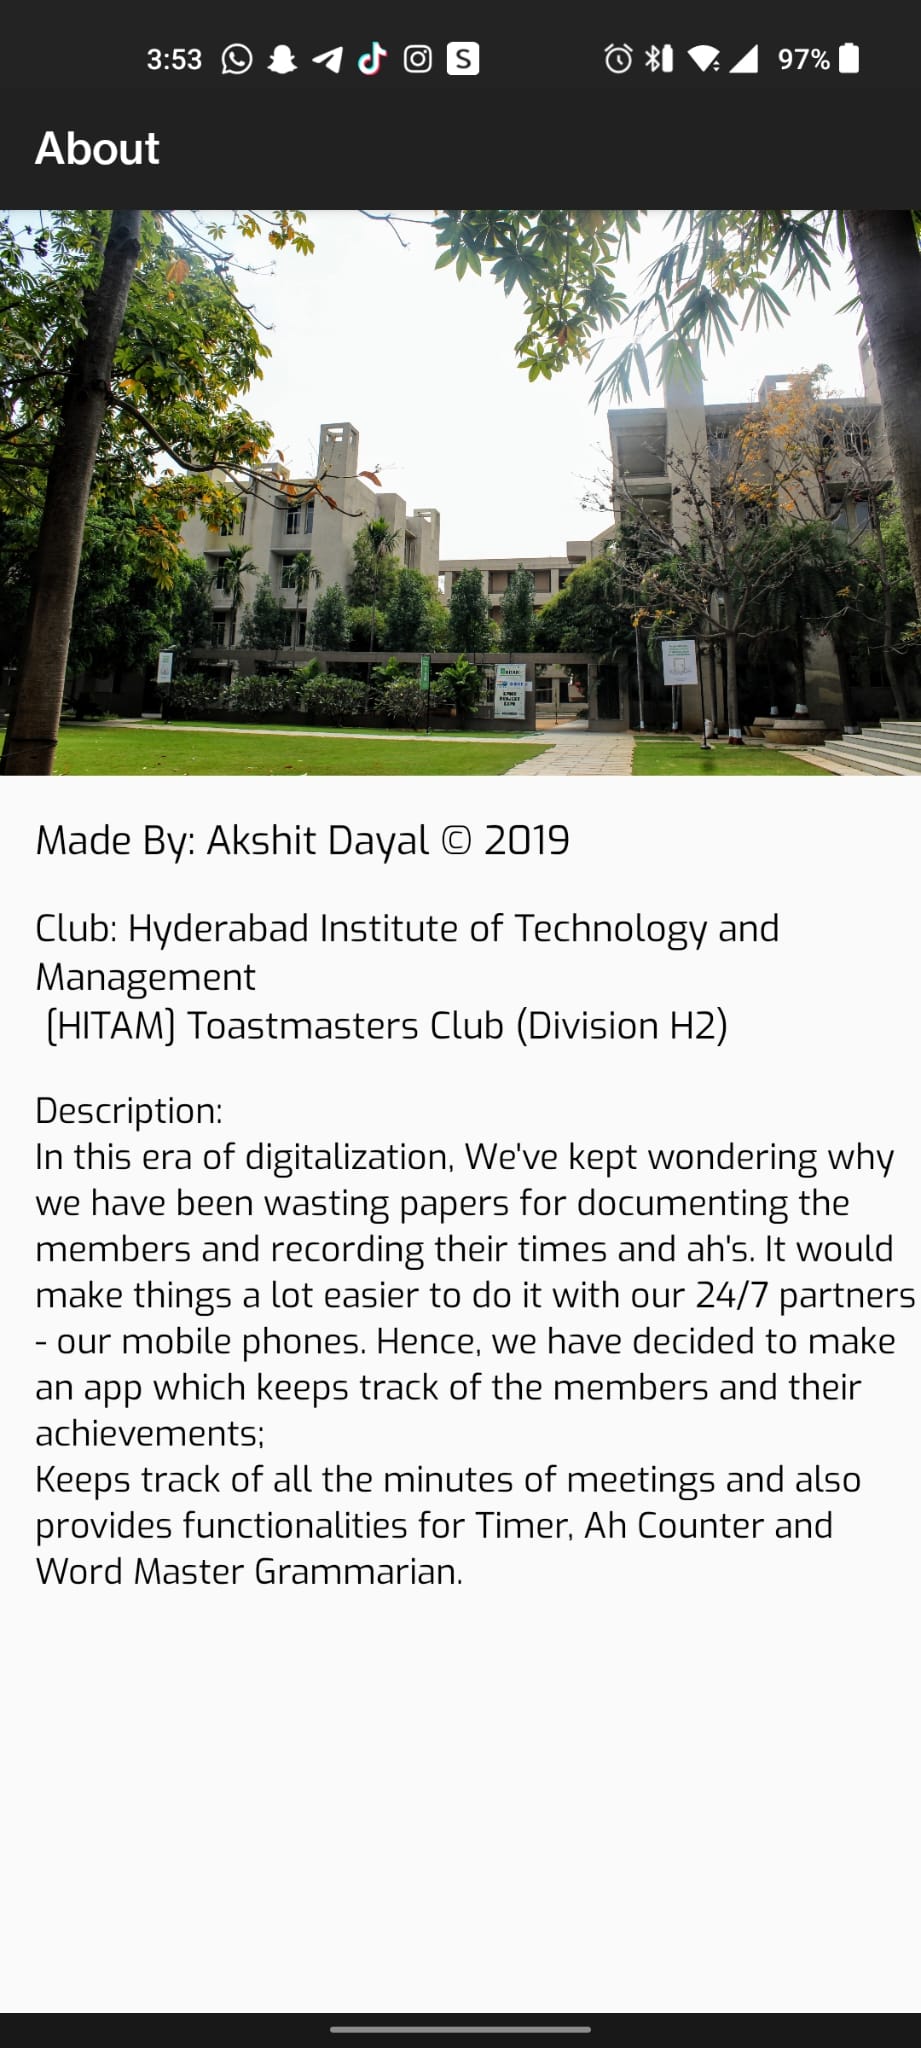 3:53 S 97%
About
Made By: Akshit Dayal © 2019
Club: Hyderabad Institute of Technology and
Management
[HITAM] Toastmasters Club (Division H2)
Description:
In this era of digitalization, We've kept wondering why
we have been wasting papers for documenting the
members and recording their times and ah's. It would
make things a lot easier to do it with our 24/7 partners
- our mobile phones. Hence, we have decided to make
an app which keeps track of the members and their
achievements;
Keeps track of all the minutes of meetings and also
provides functionalities for Timer, Ah Counter and
Word Master Grammarian.